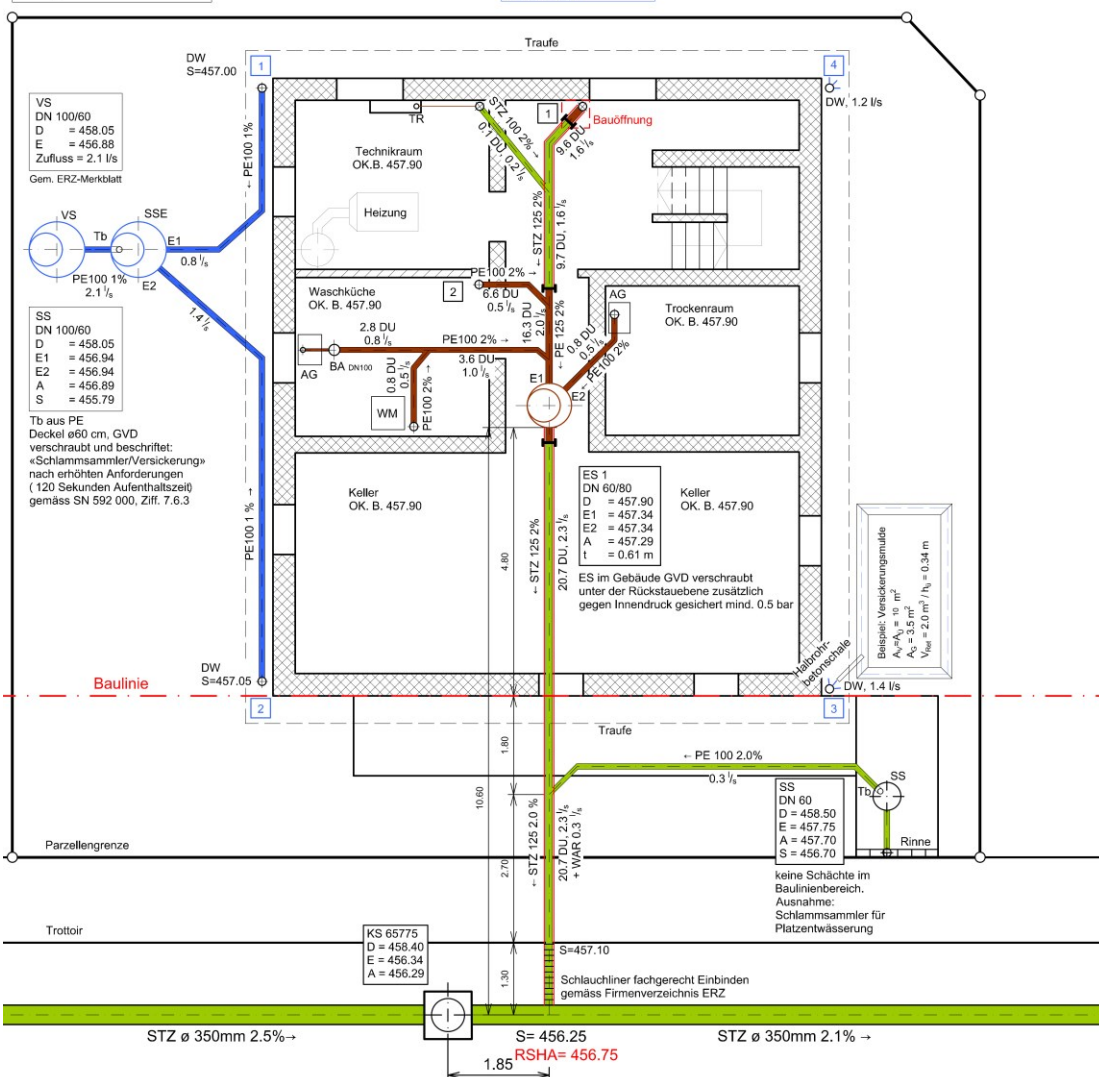 Traufe
DW
S=457.00
1
4
DW, 1.2 l/s
VS
DN 100/60
D = 458.05
E = 456.88
Zufluss = 2.1 l/s
Gem. ERZ-Merkblatt
← PE100 1%
TR
STZ 100 2% →
0.1 DU, 0.2 l/s
1
Bauöffnung
9.6 DU
1.6 l/s
Technikraum
OK.B. 457.90
Heizung
← STZ 125 2%
9.7 DU, 1.6 l/s
VS
SSE
Tb
E1
0.8 l/s
PE100 1%
2.1 l/s
E2
1.4 l/s
Waschküche
OK. B. 457.90
PE100 2% →
2
6.6 DU
0.5 l/s
16.3 DU
2.0 l/s
← PE 125 2%
AG
Trockenraum
OK. B. 457.90
0.8 DU
0.5 l/s
← PE100 2%
SS
DN 100/60
D = 458.05
E1 = 456.94
E2 = 456.94
A = 456.89
S = 455.79
2.8 DU
0.8 l/s
PE100 2% →
AG
BA DN100
3.6 DU
1.0 l/s
0.8 DU
0.5 l/s
PE100 2% →
WM
E1
E2
Tb aus PE
Deckel ø60 cm, GVD
verschraubt und beschriftet:
«Schlammsammler/Versickerung»
nach erhöhten Anforderungen
( 120 Sekunden Aufenthaltszeit)
gemäss SN 592 000, Ziff. 7.6.3
PE100 1 % →
Keller
OK. B. 457.90
4.80
← STZ 125 2%
20.7 DU, 2.3 l/s
ES 1
DN 60/80
D = 457.90
E1 = 457.34
E2 = 457.34
A = 457.29
t = 0.61 m
Keller
OK. B. 457.90
ES im Gebäude GVD verschraubt
unter der Rückstauebene zusätzlich
gegen Innendruck gesichert mind. 0.5 bar
Beispiel: Versickerungsmulde
A = 10 m²
AG = 3.5 m²
= 2.0 m³ / = 0.34 m
Halbrohr-
betonschale
DW
S=457.05
Baulinie
DW, 1.4 l/s
2
3
Traufe
1.80
10.60
← PE 100 2.0%
0.3 l/s
SS
Tb
SS
DN 60
D = 458.50
E = 457.75
A = 457.70
S = 456.70
Rinne
← STZ 125 2.0 %
20.7 DU, 2.3 l/s
+ WAR 0.3 l/s
2.70
Parzellengrenze
keine Schächte im
Baulinienbereich.
Ausnahme:
Schlammsammler für
Platzentwässerung
Trottoir
KS 65775
D = 458.40
E = 456.34
A = 456.29
1.30
S=457.10
Schlauchliner fachgerecht Einbinden
gemäss Firmenverzeichnis ERZ
STZ ø 350mm 2.5%→
S= 456.25
STZ ø 350mm 2.1% →
RSHA= 456.75
1.85